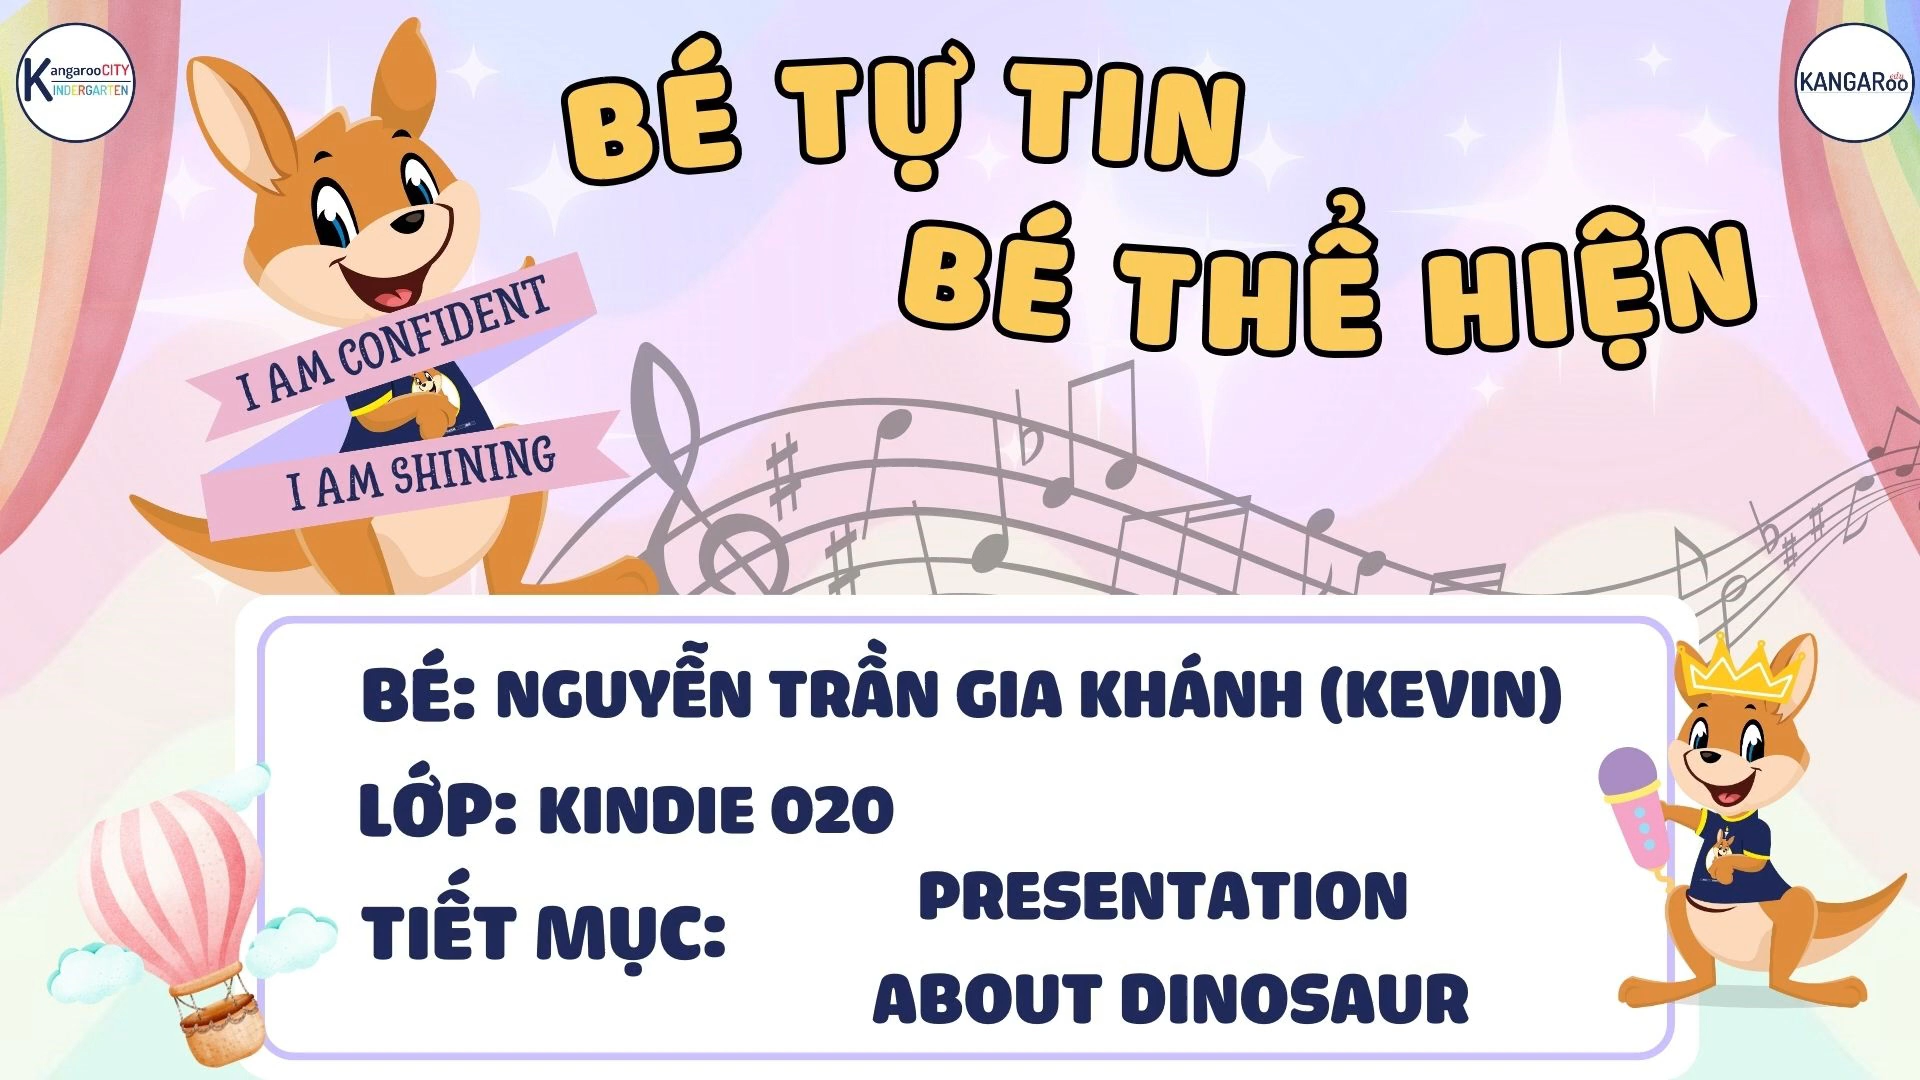 KangarooCITY
KINDERGARTEN
KANGARoo city
BÉ TỰ TIN
BÉ THỂ HIỆN
I AM CONFIDENT
I AM SHINING
BÉ: NGUYỄN TRẦN GIA KHÁNH (KEVIN)
LỚP: KINDIE 020
TIẾT MỤC:
PRESENTATION
ABOUT DINOSAUR